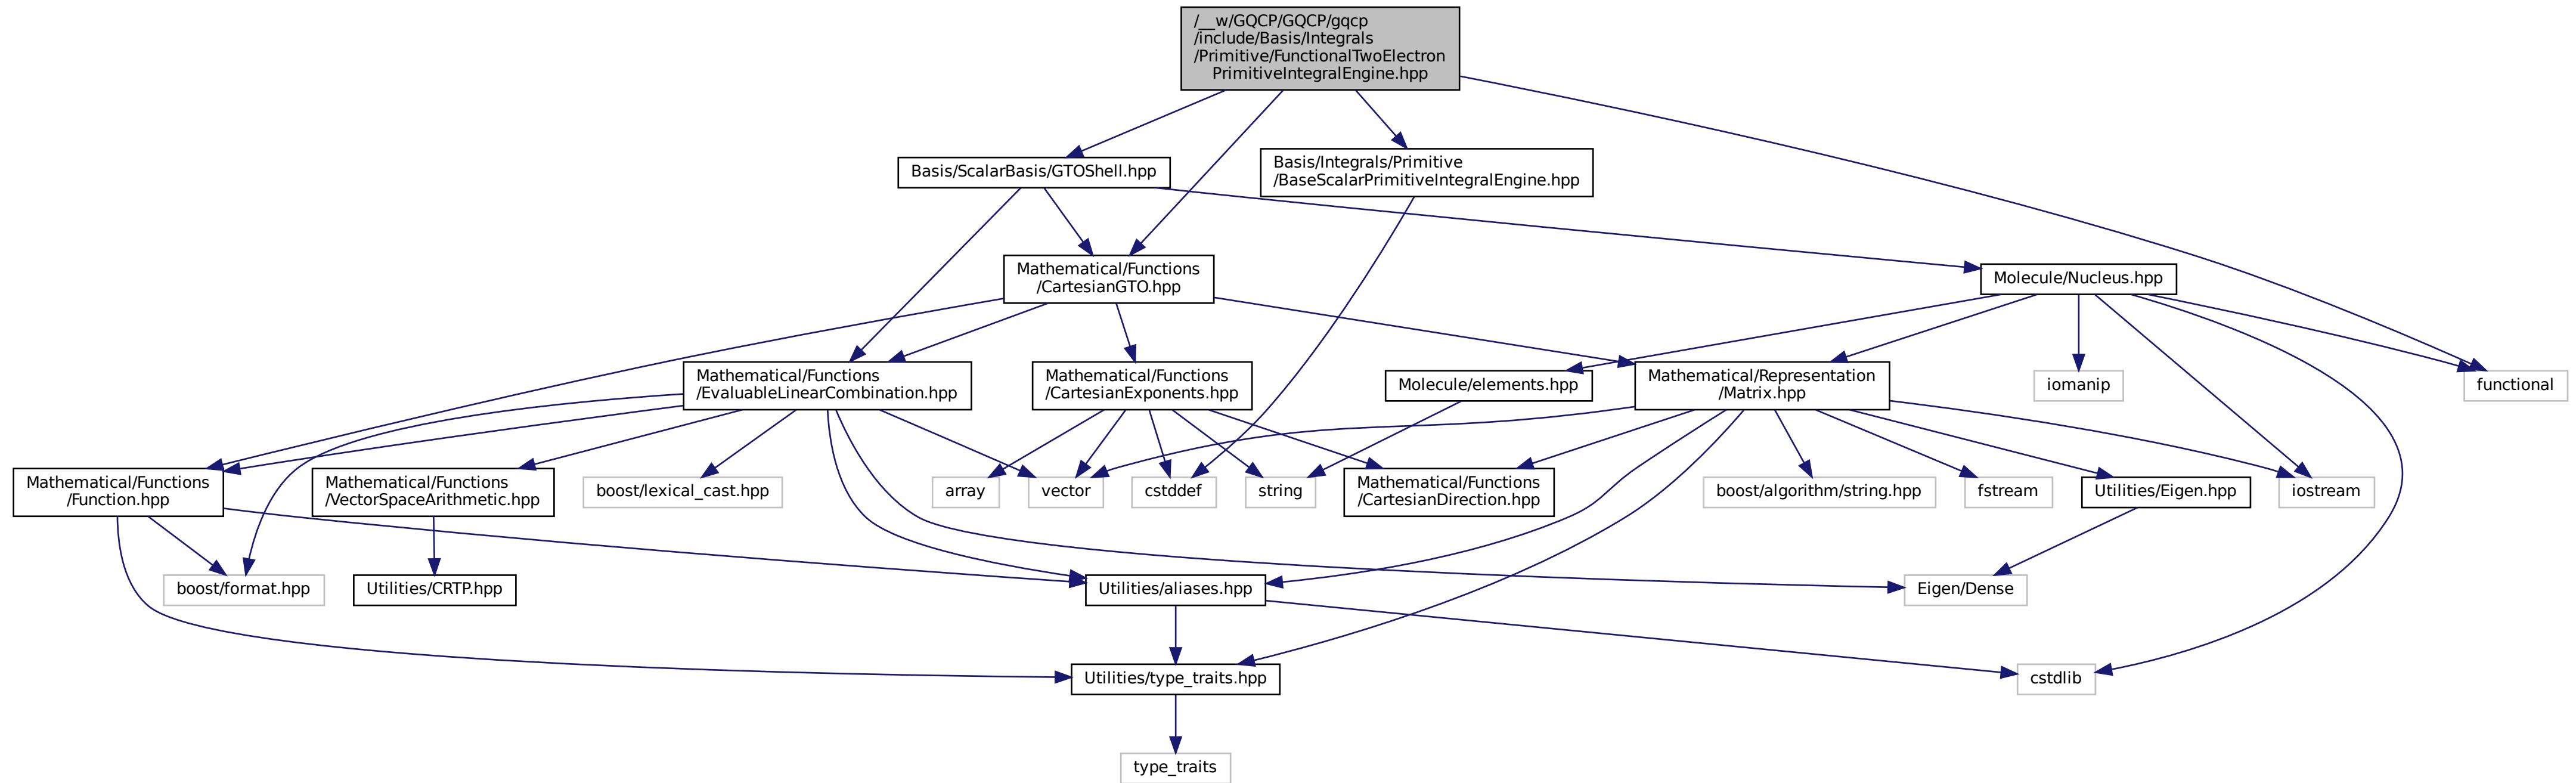 /__w/GQCP/GQCP/gqcp
/include/Basis/Integrals
/Primitive/FunctionalTwoElectron
PrimitiveIntegralEngine.hpp
Basis/ScalarBasis/GTOShell.hpp
Basis/Integrals/Primitive
/BaseScalarPrimitiveIntegralEngine.hpp
Mathematical/Functions
/CartesianGTO.hpp
Molecule/Nucleus.hpp
Mathematical/Functions
/EvaluableLinearCombination.hpp
Mathematical/Functions
/CartesianExponents.hpp
Molecule/elements.hpp
Mathematical/Representation
/Matrix.hpp
iomanip
functional
Mathematical/Functions
/Function.hpp
Mathematical/Functions
/VectorSpaceArithmetic.hpp
boost/lexical_cast.hpp
array
vector
cstddef
string
Mathematical/Functions
/CartesianDirection.hpp
boost/algorithm/string.hpp
fstream
Utilities/Eigen.hpp
iostream
boost/format.hpp
Utilities/CRTP.hpp
Utilities/aliases.hpp
Eigen/Dense
Utilities/type_traits.hpp
cstdlib
type_traits